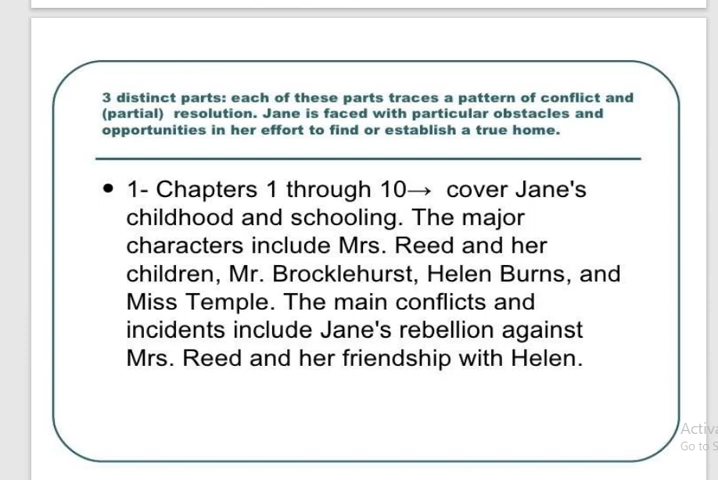 3 distinct parts: each of these parts traces a pattern of conflict and
(partial) resolution. Jane is faced with particular obstacles and
opportunities in her effort to find or establish a true home.
• 1- Chapters 1 through 10→ cover Jane's
childhood and schooling. The major
characters include Mrs. Reed and her
children, Mr. Brocklehurst, Helen Burns, and
Miss Temple. The main conflicts and
incidents include Jane's rebellion against
Mrs. Reed and her friendship with Helen.
Activa
Go to S